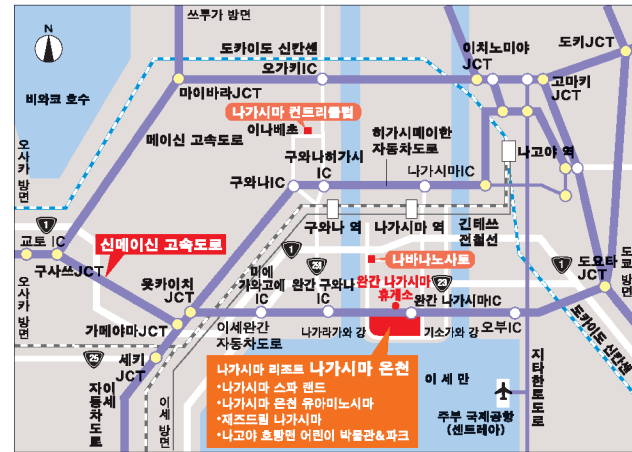 쓰루가 방면
N
도카이도 신칸센
오가키IC
이치노미야
JCT
도키JCT
고마키
JCT
비와코 호수
마이바라JCT
나가시마 컨트리클럽
이나베초
메이신 고속도로
히가시메이한
자동차도로
구와나히가시
IC
나고야 역
오사카 방면
구와나IC
나가시마IC
1
교토 IC
신메이신 고속도로
구와나 역
나가시마 역
긴테쓰
전철선
1
1
구사쓰JCT
나바나노사토
도요타
JCT
도쿄 방면
욧카이치
JCT
미에
가와고에
IC
258
완간 구와나
IC
완간 나가시마
휴게소
23
완간 나가시마IC
오사카 방면
가메야마JCT
이세완간
자동차도로
나가라가와 강
기소가와 강
오부IC
도카이도 신칸센
25
세키
JCT
이세
자동차도로
이세 방면
나가시마 리조트 나가시마 온천
•나가시마 스파 랜드
•나가시마 온천 유아미노시마
•재즈드림 나가시마
•나고야 호빵맨 어린이 박물관&파크
이세 만
지타한토도로
주부 국제공항
(센트레아)